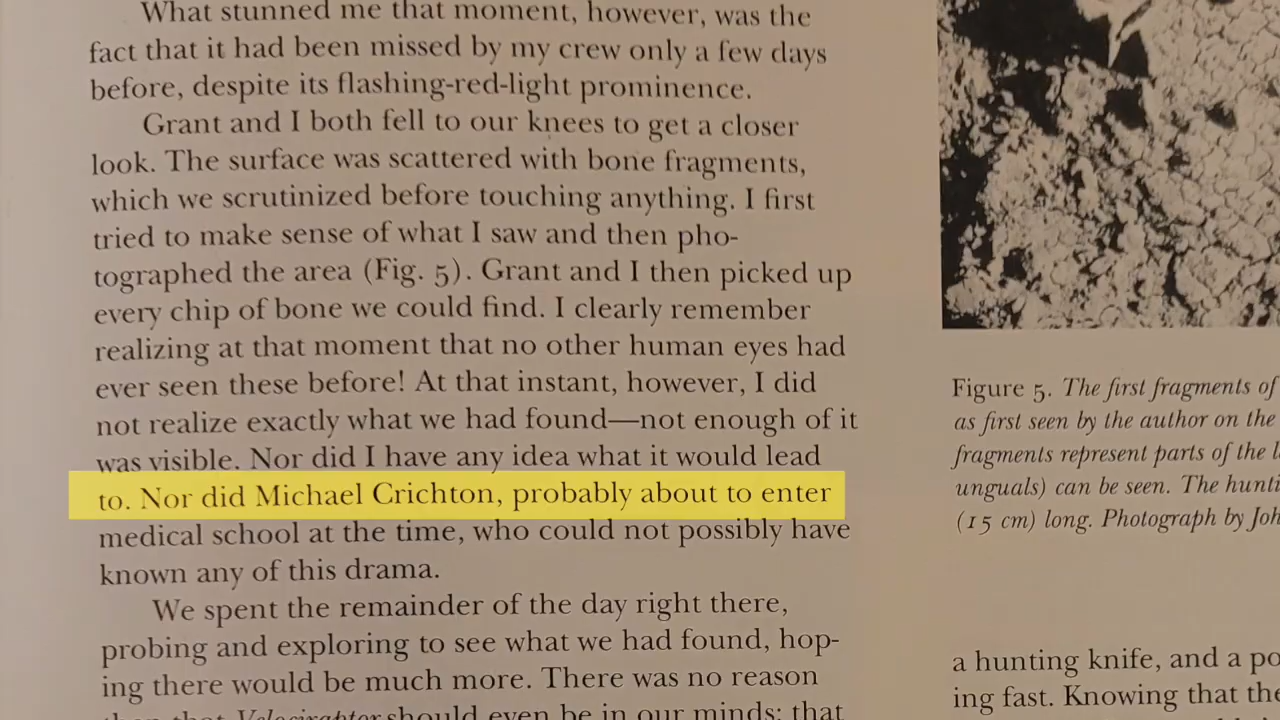 What stunned me that moment, however, was the
fact that it had been missed by my crew only a few days
before, despite its flashing-red-light prominence.
Grant and I both fell to our knees to get a closer
look. The surface was scattered with bone fragments,
which we scrutinized before touching anything. I first
tried to make sense of what I saw and then pho-
tographed the area (Fig. 5). Grant and I then picked up
every chip of bone we could find. I clearly remember
realizing at that moment that no other human eyes had
ever seen these before! At that instant, however, I did
not realize exactly what we had found—not enough of it
was visible. Nor did I have any idea what it would lead
to. Nor did Michael Crichton, probably about to enter
medical school at the time, who could not possibly have
known any of this drama.
We spent the remainder of the day right there,
probing and exploring to see what we had found, hop-
ing there would be much more. There was no reason
that Velociraptor should even be in our minds; that
Figure 5. The first fragments of
as first seen by the author on the
fragments represent parts of the
unguals) can be seen. The hunti
(15 cm) long. Photograph by Joh
a hunting knife, and a po
ing fast. Knowing that the